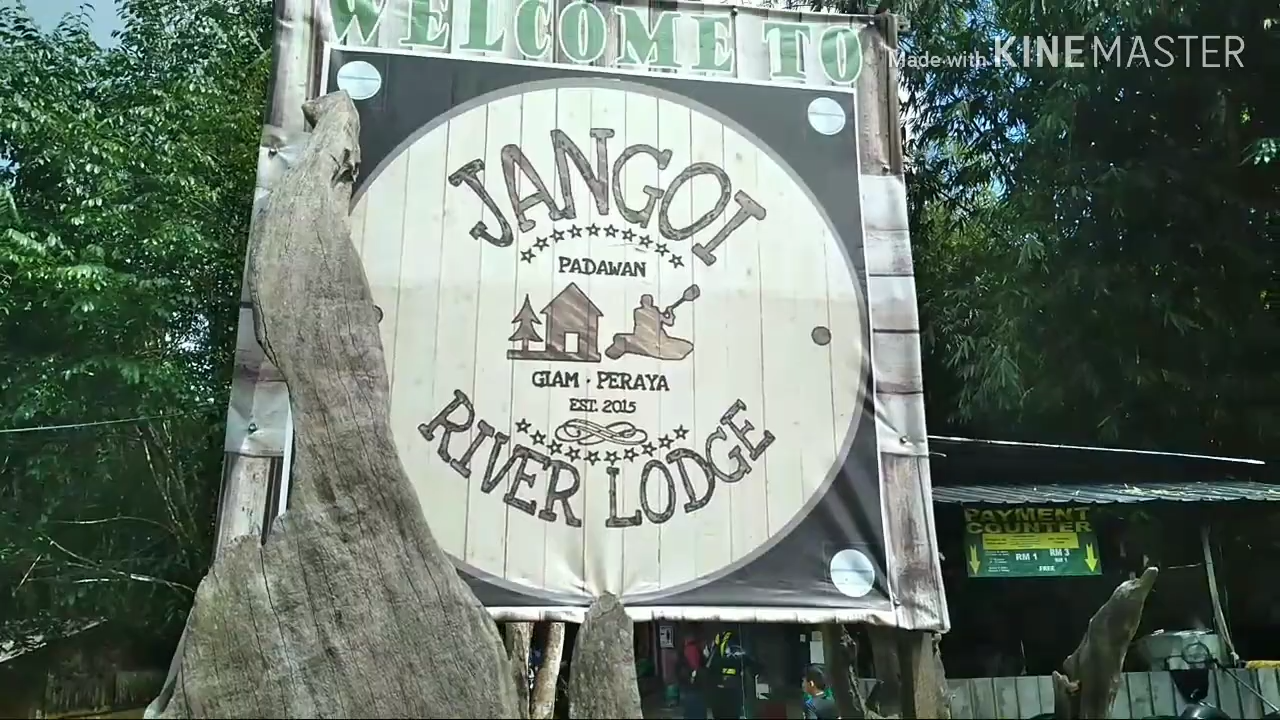 WELCOME TO
Made with KINEMASTER
JANGOI
PADAWAN
GIAM · PERAYA
EST. 2015
RIVER LODGE
PAYMENT
COUNTER
RM 1 RM 3
FREE